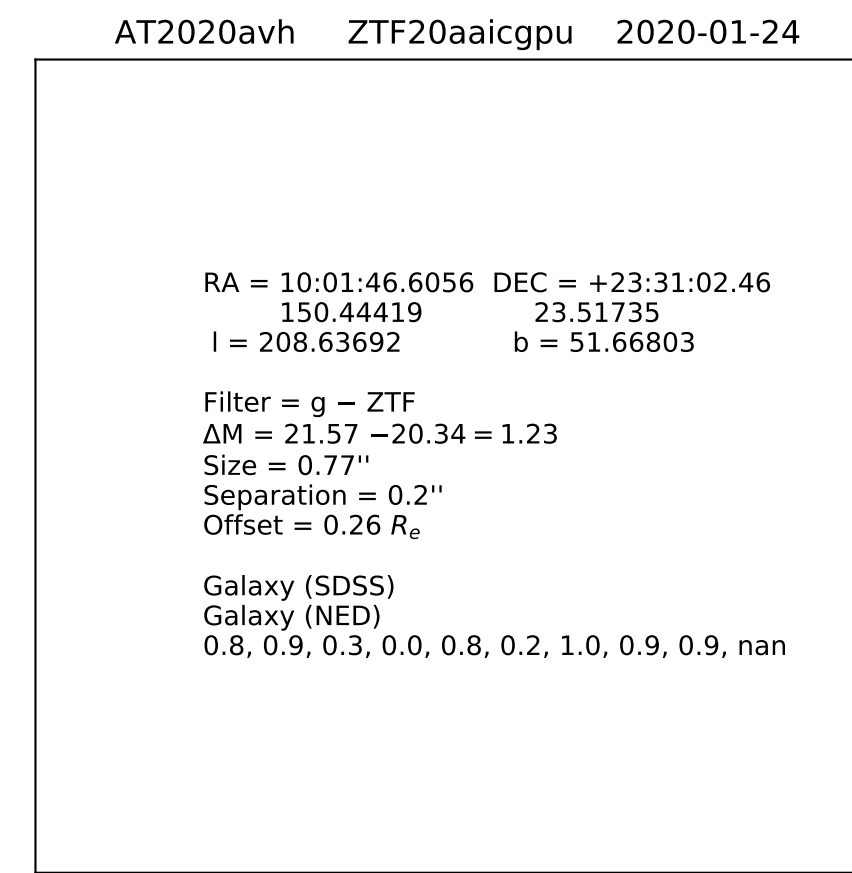 AT2020avh ZTF20aaicgpu 2020-01-24
RA = 10:01:46.6056 DEC = +23:31:02.46
150.44419 23.51735
l = 208.63692 b = 51.66803
Filter = g − ZTF
ΔM = 21.57 −20.34 = 1.23
Size = 0.77''
Separation = 0.2''
Offset = 0.26 Re
Galaxy (SDSS)
Galaxy (NED)
0.8, 0.9, 0.3, 0.0, 0.8, 0.2, 1.0, 0.9, 0.9, nan